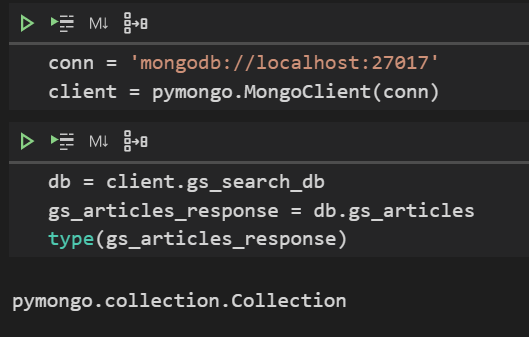 M↓
conn = 'mongodb://localhost:27017'
client = pymongo.MongoClient(conn)
M↓
db = client.gs_search_db
gs_articles_response = db.gs_articles
type(gs_articles_response)
pymongo.collection.Collection